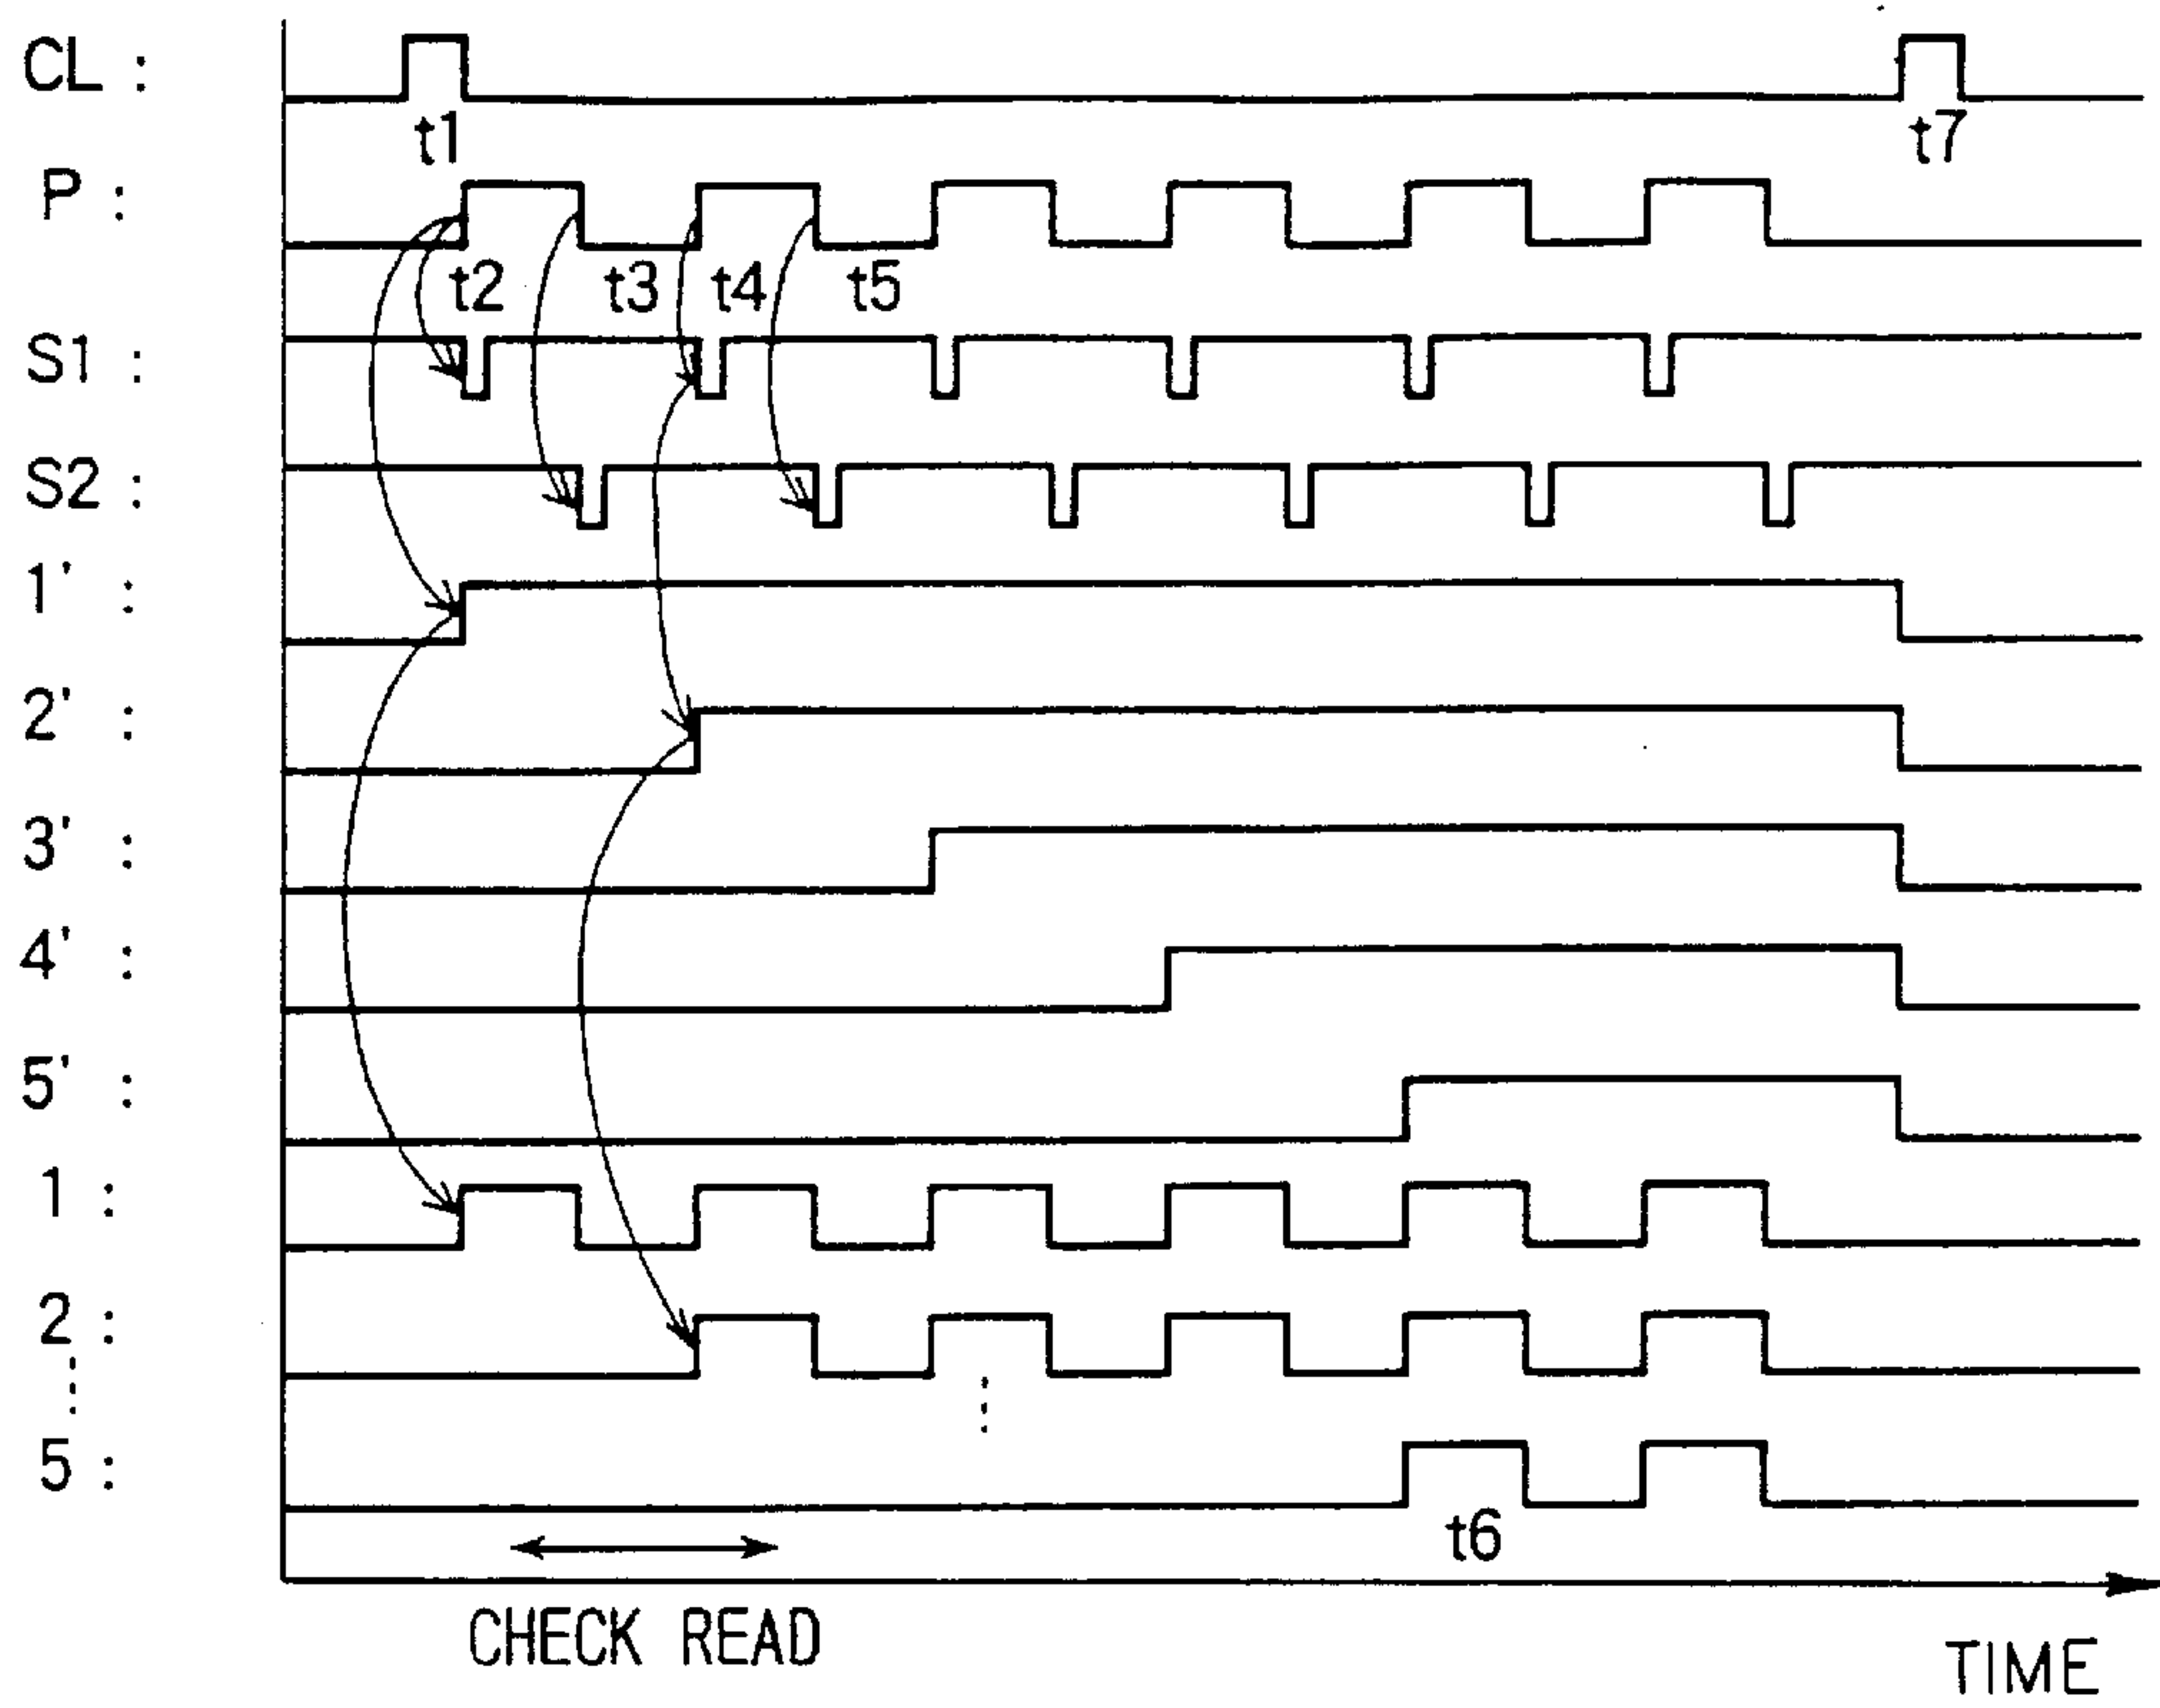 CL :
t1
t7
P :
t2 t3 t4 t5
S1 :
S2 :
1' :
2' :
3' :
4' :
5' :
1 :
2 :
5 :
t6
CHECK READ
TIME